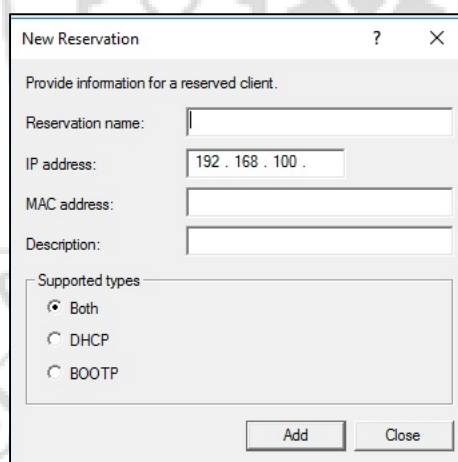 New Reservation ? ×
Provide information for a reserved client.
Reservation name:
IP address: 192 . 168 . 100 .
MAC address:
Description:
Supported types
Both
DHCP
BOOTP
Add Close